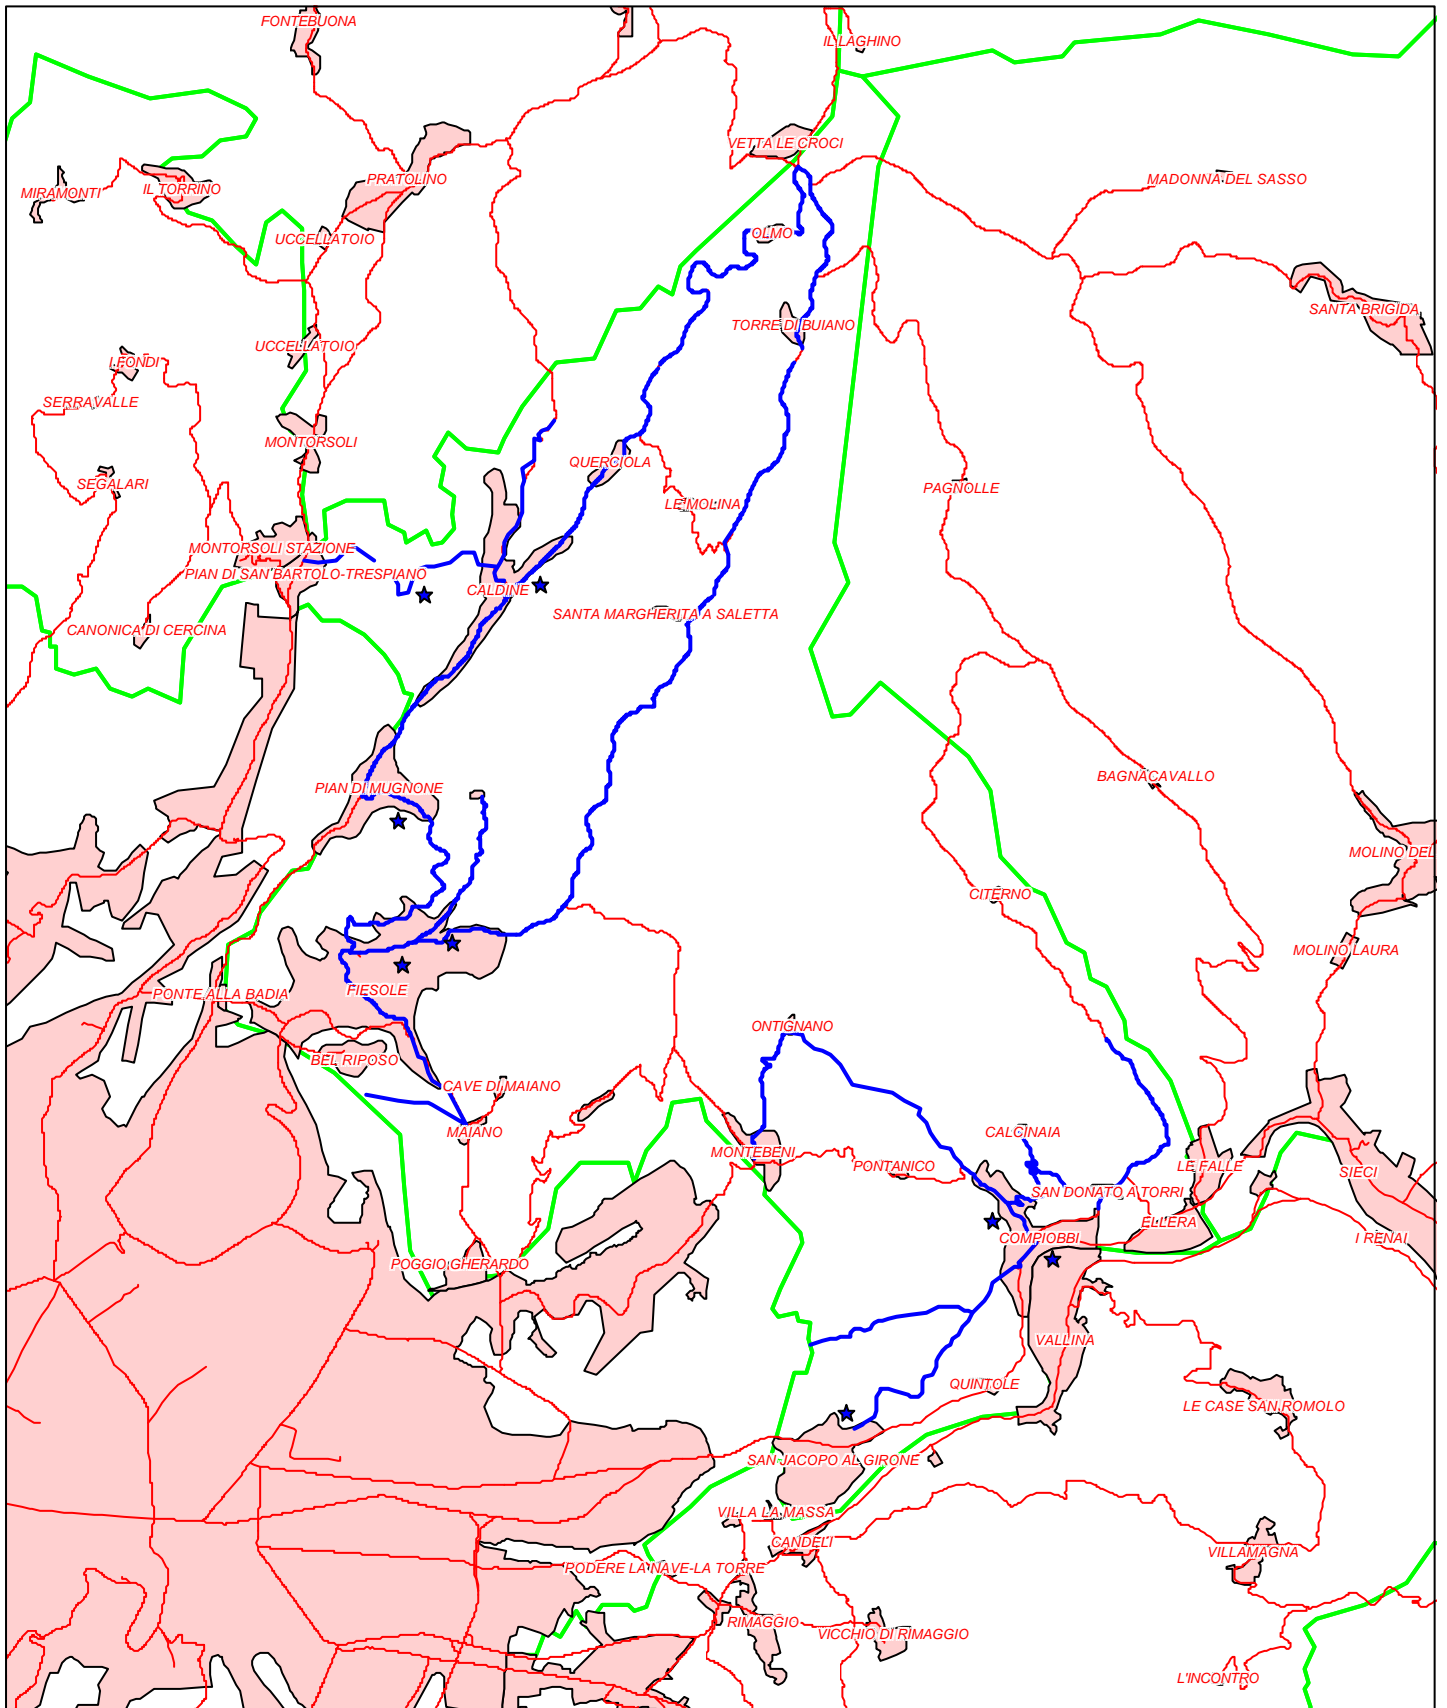 FONTEBUONA
IL LAGHINO
VETTA LE CROCI
MIRAMONTI
IL TORRINO
PRATOLINO
MADONNA DEL SASSO
UCCELLATOIO
OLMO
SANTA BRIGIDA
TORRE DI BUIANO
UCCELLATOIO
I FONDI
SERRAVALLE
MONTORSOLI
QUERCIOLA
SEGALARI
LE MOLINA
PAGNOLLE
MONTORSOLI STAZIONE
PIAN DI SAN BARTOLO-TRESPIANO
CALDINE
SANTA MARGHERITA A SALETTA
CANONICA DI CERCINA
PIAN DI MUGNONE
BAGNACAVALLO
MOLINO DEL
CITERNO
MOLINO LAURA
FIESOLE
PONTE ALLA BADIA
ONTIGNANO
BEL RIPOSO
CAVE DI MAIANO
MAIANO
CALCINAIA
MONTEBENI
PONTANICO
LE FALLE
SIECI
SAN DONATO A TORRI
ELLERA
COMPIOBBI
I RENAI
POGGIO GHERARDO
VALLINA
QUINTOLE
LE CASE SAN ROMOLO
SAN JACOPO AL GIRONE
VILLA LA MASSA
CANDELI
VILLAMAGNA
PODERE LA NAVE-LA TORRE
RIMAGGIO
VICCHIO DI RIMAGGIO
L'INCONTRO